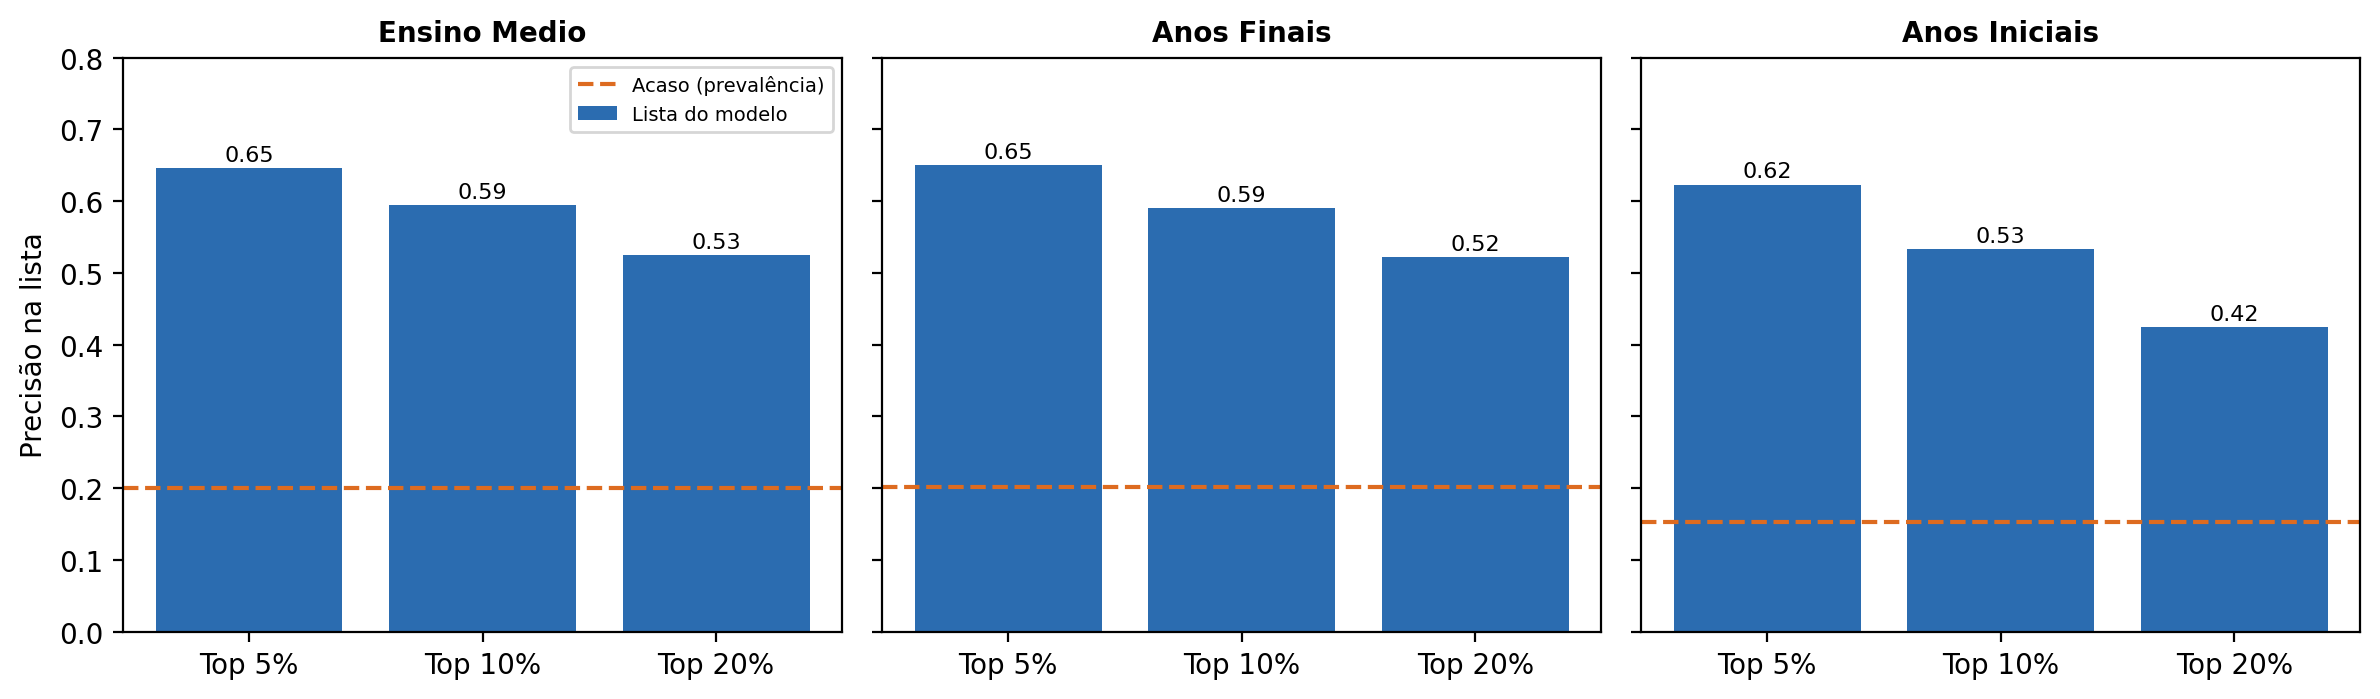 Ensino Medio
Anos Finais
Anos Iniciais
Precisão na lista
0.8
0.7
0.6
0.5
0.4
0.3
0.2
0.1
0.0
Acaso (prevalência)
Lista do modelo
0.65
0.59
0.53
0.65
0.59
0.52
0.62
0.53
0.42
Top 5%
Top 10%
Top 20%
Top 5%
Top 10%
Top 20%
Top 5%
Top 10%
Top 20%